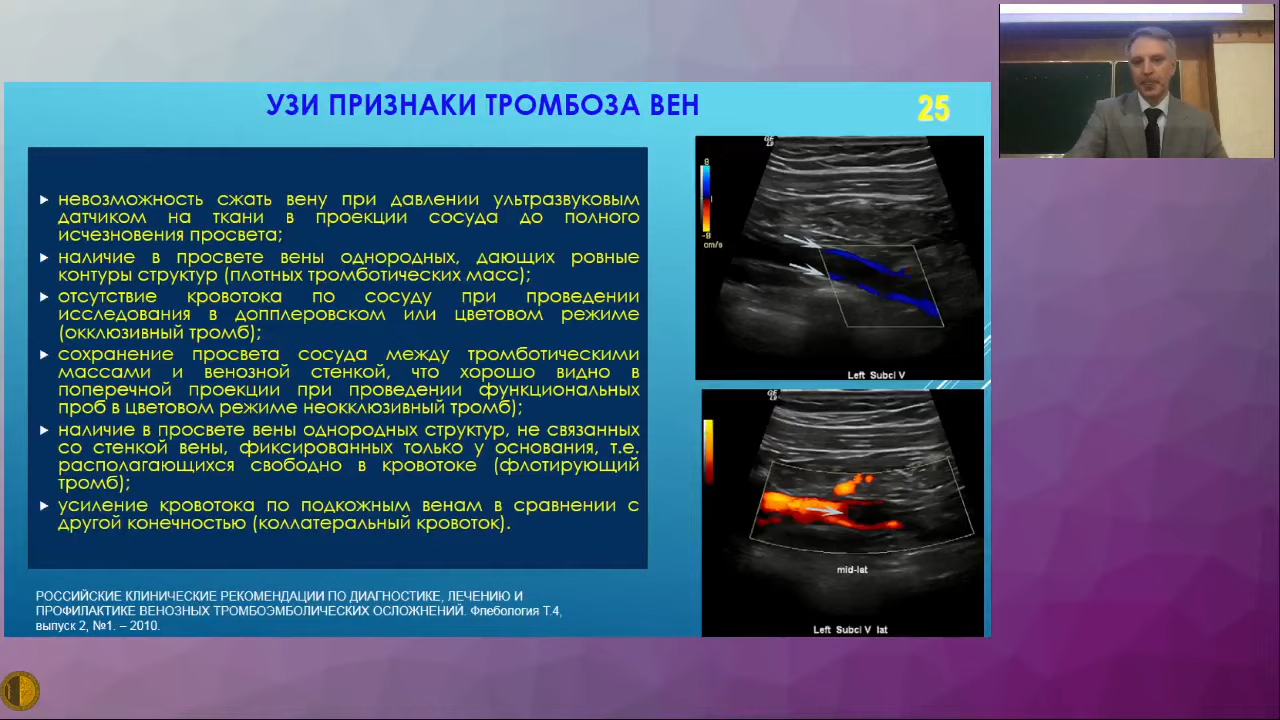 УЗИ ПРИЗНАКИ ТРОМБОЗА ВЕН
25
невозможность сжать вену при давлении ультразвуковым
датчиком на ткани в проекции сосуда до полного
исчезновения просвета;
наличие в просвете вены однородных, дающих ровные
контуры структур (плотных тромботических масс);
отсутствие кровотока по сосуду при проведении
исследования в допплеровском или цветовом режиме
(окклюзивный тромб);
сохранение просвета сосуда между тромботическими
массами и венозной стенкой, что хорошо видно в
поперечной проекции при проведении функциональных
проб в цветовом режиме неокклюзивный тромб);
наличие в просвете вены однородных структур, не связанных
со стенкой вены, фиксированных только у основания, т.е.
располагающихся свободно в кровотоке (флотирующий
тромб);
усиление кровотока по подкожным венам в сравнении с
другой конечностью (коллатеральный кровоток).
РОССИЙСКИЕ КЛИНИЧЕСКИЕ РЕКОМЕНДАЦИИ ПО ДИАГНОСТИКЕ, ЛЕЧЕНИЮ И
ПРОФИЛАКТИКЕ ВЕНОЗНЫХ ТРОМБОЭМБОЛИЧЕСКИХ ОСЛОЖНЕНИЙ. Флебология Т.4,
выпуск 2, №1. – 2010.
8
-8
cm/s
Left Subcl V
mid-lat
Left Subcl V lat